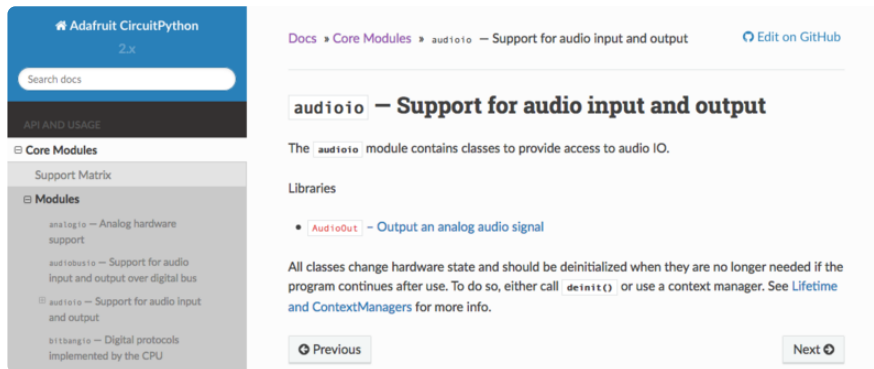 Adafruit CircuitPython
2.x
Search docs
API AND USAGE
Core Modules
Support Matrix
Modules
analogio — Analog hardware
support
audiobusio — Support for audio
input and output over digital bus
audioio — Support for audio input
and output
bitbangio — Digital protocols
implemented by the CPU
Docs » Core Modules » audioio — Support for audio input and output
Edit on GitHub
audioio — Support for audio input and output
The audioio module contains classes to provide access to audio IO.
Libraries
• AudioOut – Output an analog audio signal
All classes change hardware state and should be deinitialized when they are no longer needed if the
program continues after use. To do so, either call deinit() or use a context manager. See Lifetime
and ContextManagers for more info.
Previous
Next